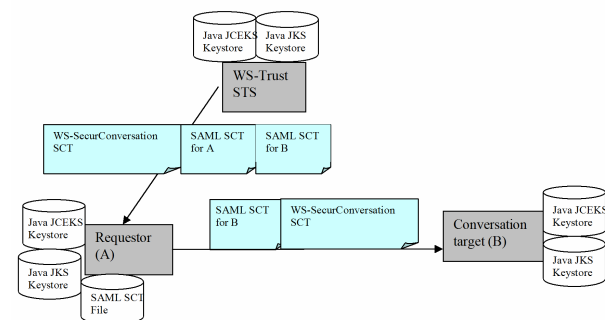 Java JCEKS
Keystore
Java JKS
Keystore
WS-Trust
STS
WS-SecurConversation
SCT
SAML SCT
for A
SAML SCT
for B
Java JCEKS
Keystore
Requestor
(A)
Java JKS
Keystore
SAML SCT
File
SAML SCT
for B
WS-SecurConversation
SCT
Conversation
target (B)
Java JCEKS
Keystore
Java JKS
Keystore